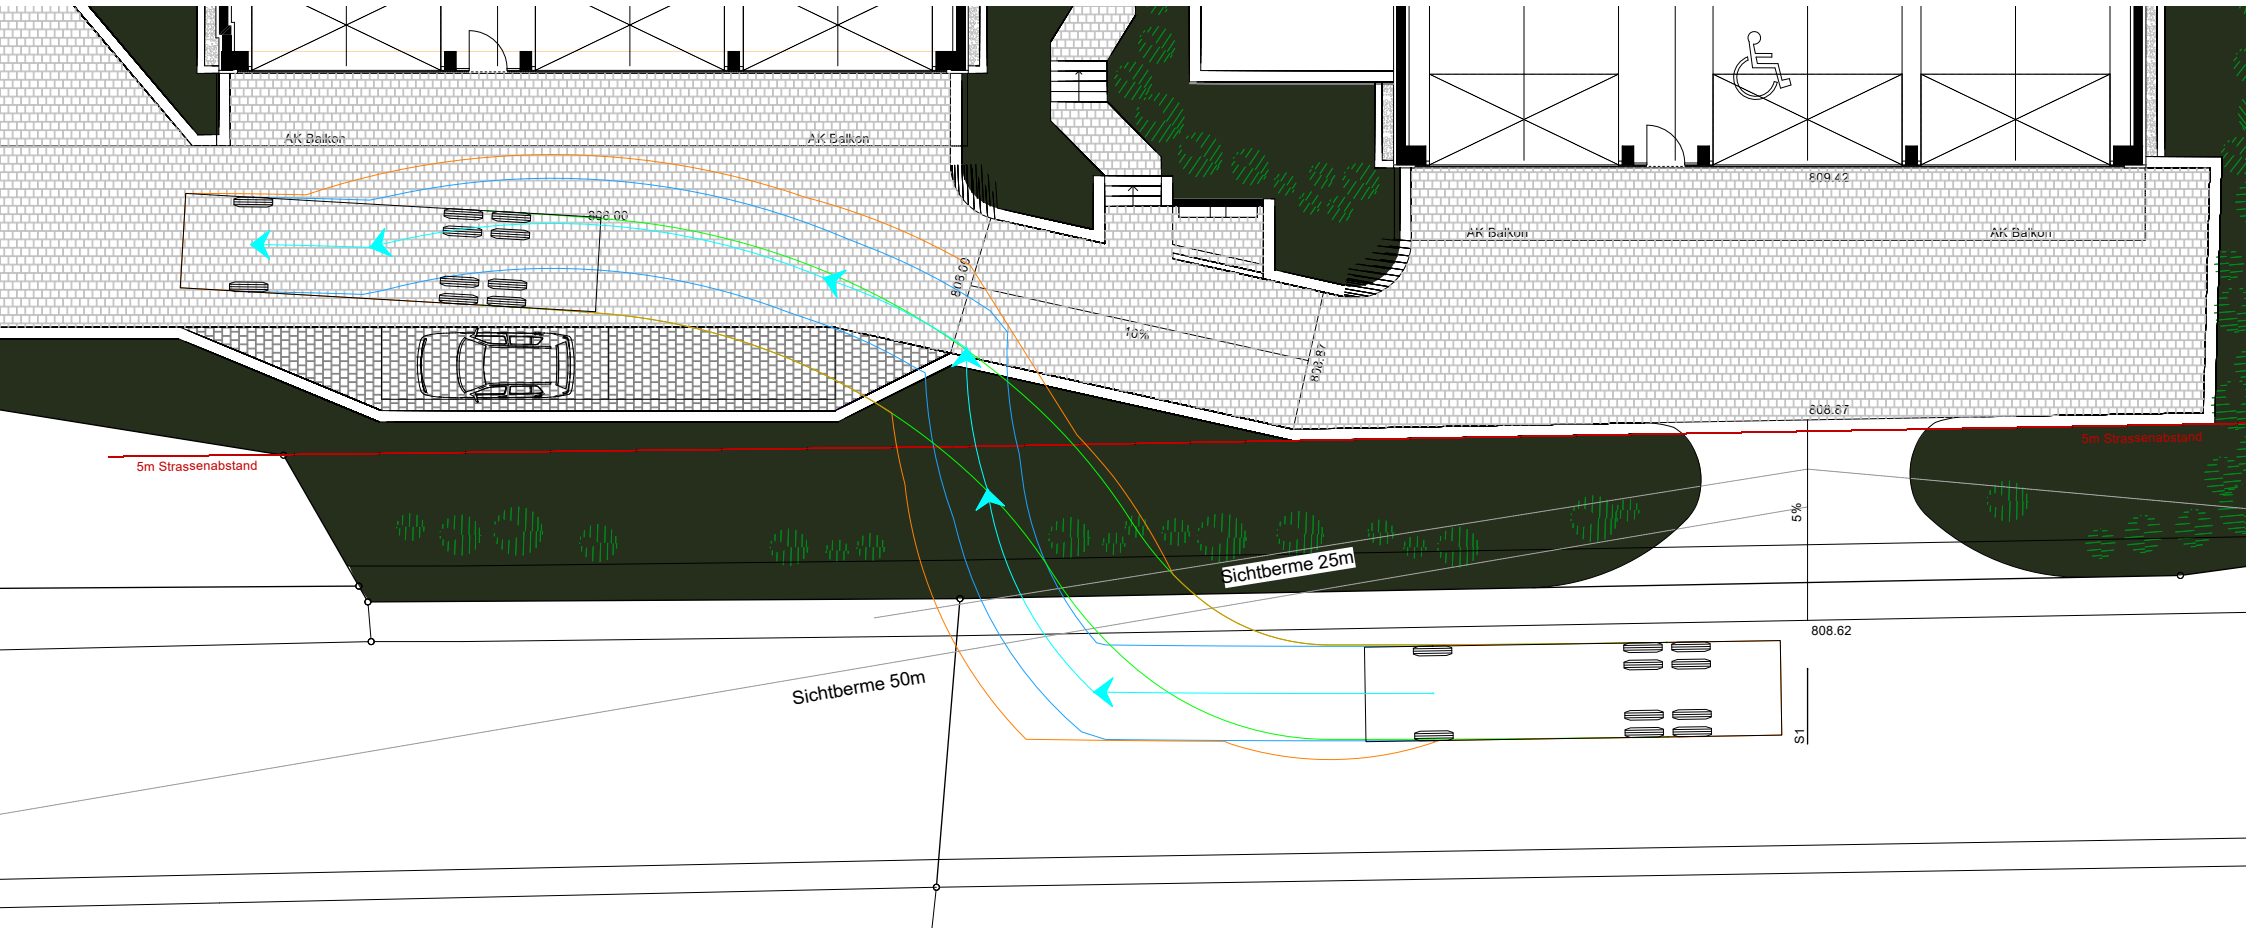 AK Balkon
AK Balkon
809.42
808.00
AK Balkon
AK Balkon
808.00
10%
808.87
808.87
5m Strassenabstand
5m Strassenabstand
5%
Sichtberme 25m
808.62
Sichtberme 50m
S1